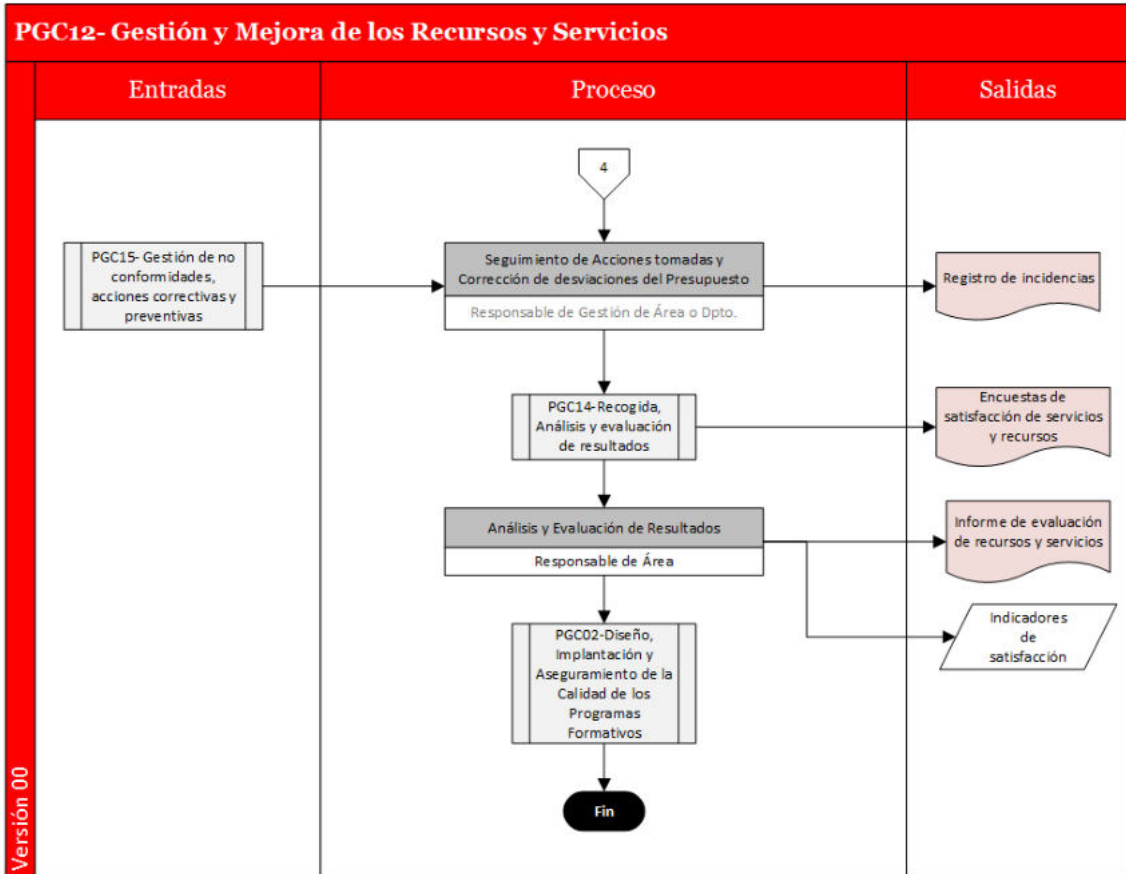 PGC12- Gestión y Mejora de los Recursos y Servicios
Entradas
Proceso
Salidas
4
PGC15- Gestión de no
conformidades,
acciones correctivas y
preventivas
Seguimiento de Acciones tomadas y
Corrección de desviaciones del Presupuesto
Responsable de Gestión de Área o Dpto.
Registro de incidencias
PGC14-Recogida,
Análisis y evaluación
de resultados
Encuestas de
satisfacción de servicios
y recursos
Análisis y Evaluación de Resultados
Responsable de Área
Informe de evaluación
de recursos y servicios
Indicadores
de
satisfacción
PGC02-Diseño,
Implantación y
Aseguramiento de la
Calidad de los
Programas
Formativos
Fin
Versión 00